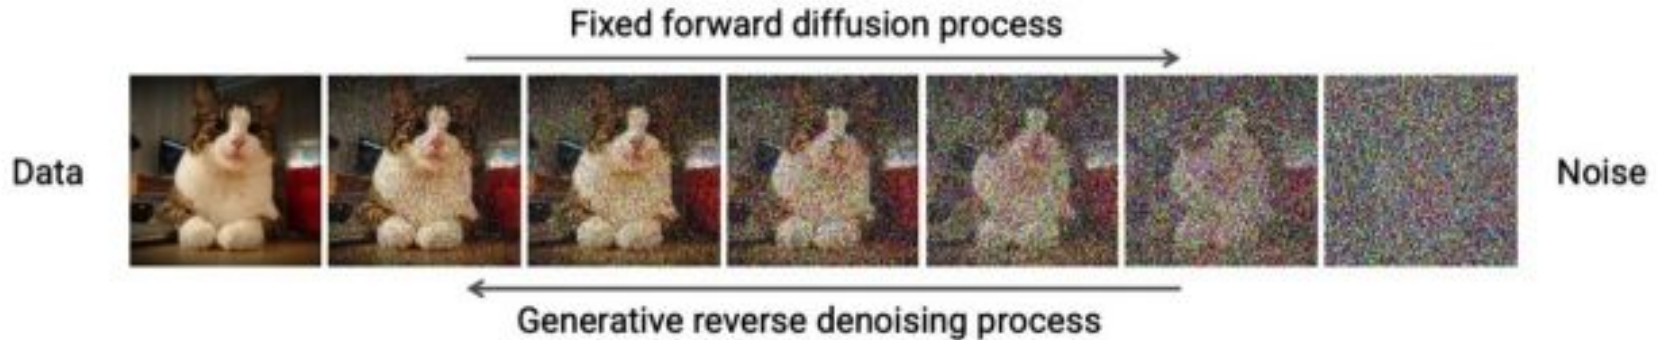 Fixed forward diffusion process
Data
Noise
Generative reverse denoising process